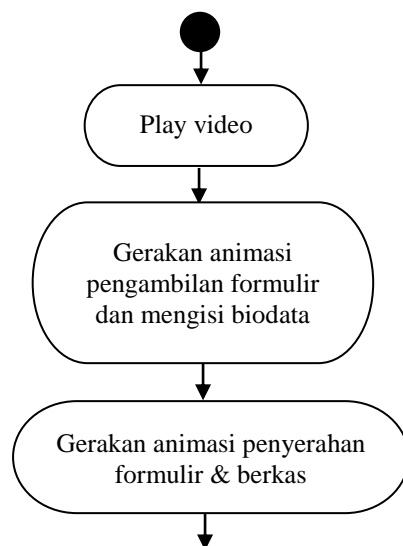 Play video
Gerakan animasi
pengambilan formulir
dan mengisi biodata
Gerakan animasi penyerahan
formulir & berkas